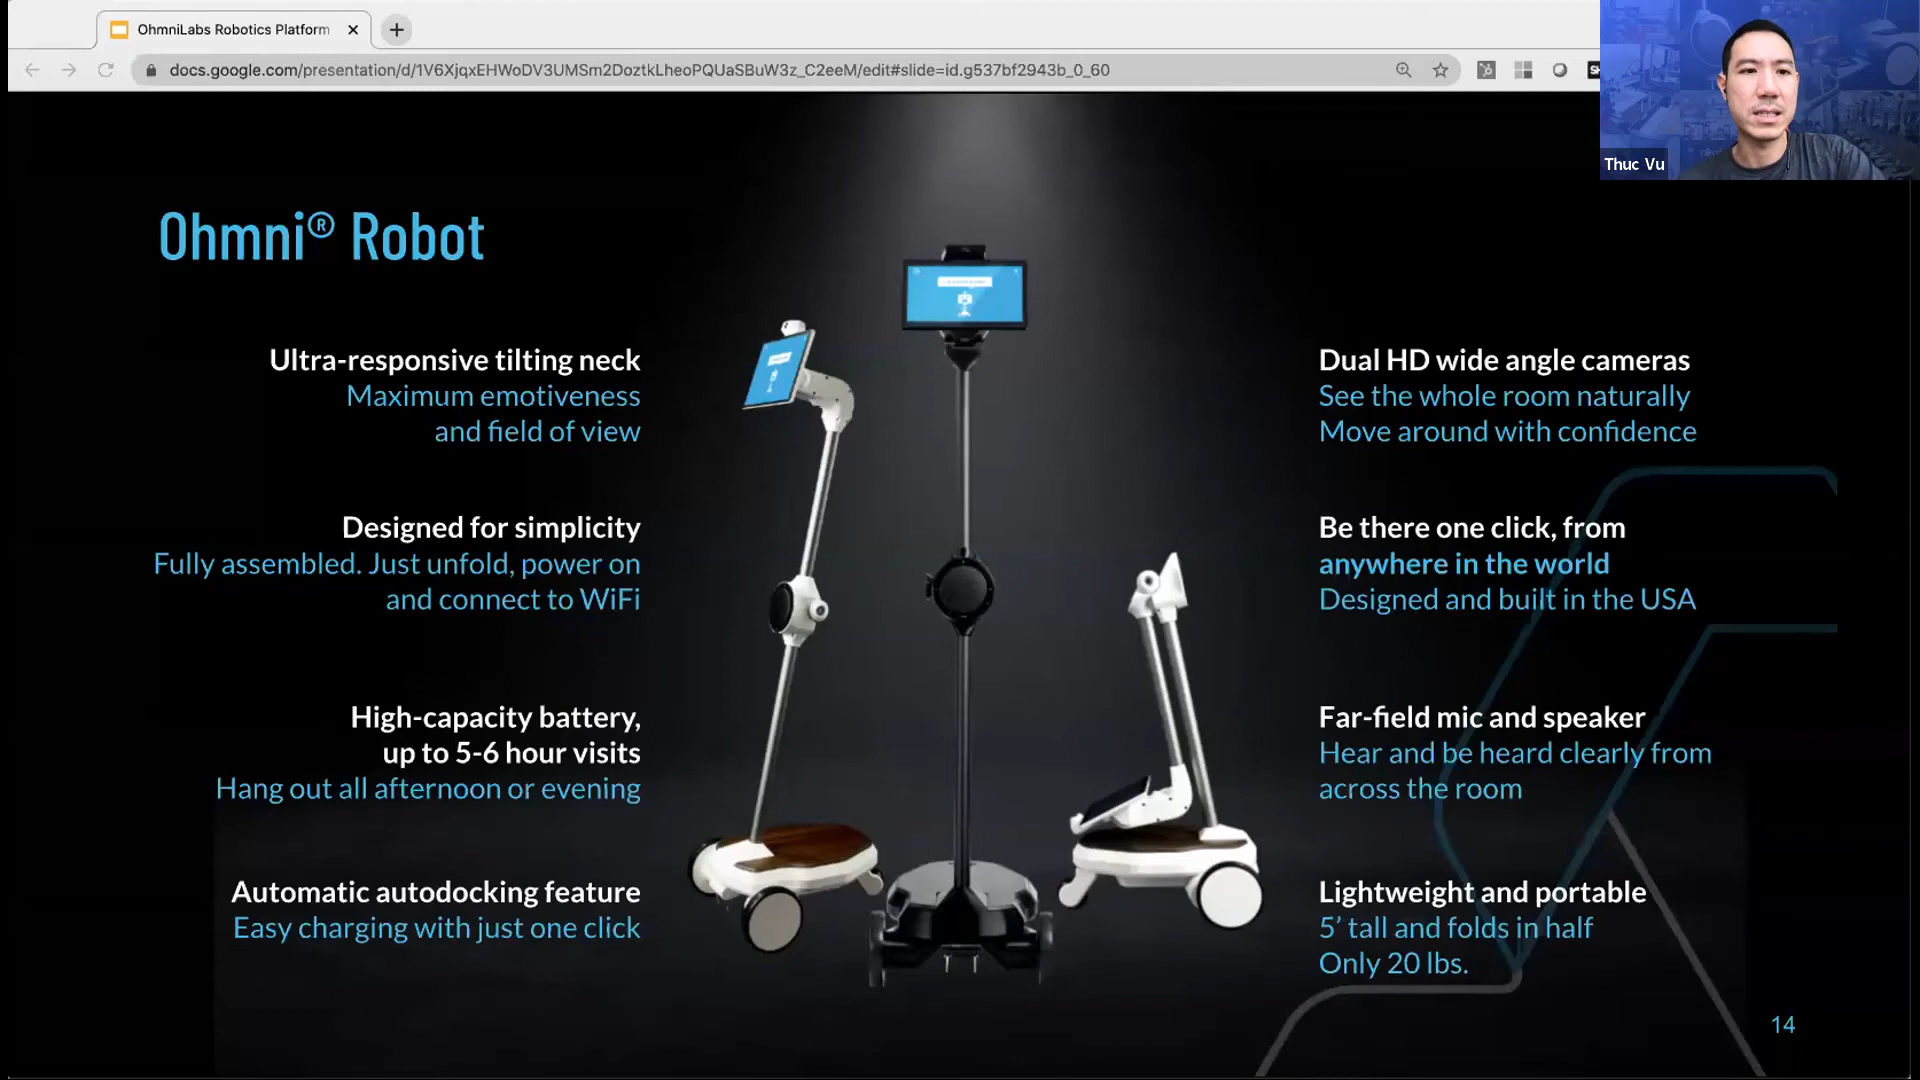 OhmniLabs Robotics Platform
docs.google.com/presentation/d/1V6XjqxEHWoDV3UMSm2DoztkLheoPQUaSBuW3z_C2eeM/edit#slide=id.g537bf2943b_0_60
Thuc Vu
Ohmni® Robot
Ultra-responsive tilting neck
Maximum emotiveness
and field of view
Designed for simplicity
Fully assembled. Just unfold, power on
and connect to WiFi
High-capacity battery,
up to 5-6 hour visits
Hang out all afternoon or evening
Automatic autodocking feature
Easy charging with just one click
Dual HD wide angle cameras
See the whole room naturally
Move around with confidence
Be there one click, from
anywhere in the world
Designed and built in the USA
Far-field mic and speaker
Hear and be heard clearly from
across the room
Lightweight and portable
5’ tall and folds in half
Only 20 lbs.
14